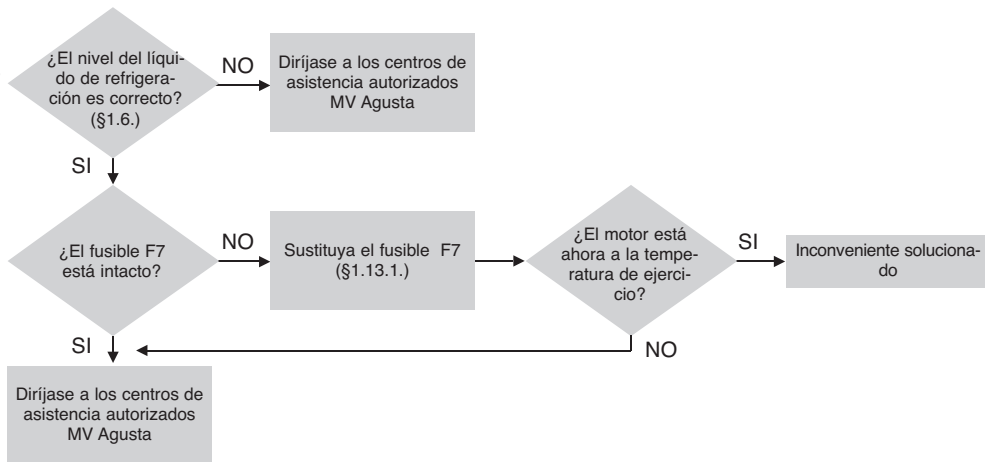 ¿El nivel del líqui-
do de refrigera-
ción es correcto?
(§1.6.)
NO
Diríjase a los centros de
asistencia autorizados
MV Agusta
SI
¿El fusible F7
está intacto?
NO
Sustituya el fusible F7
(§1.13.1.)
¿El motor está
ahora a la tempe-
ratura de ejerci-
cio?
SI
Inconveniente soluciona-
do
SI
NO
Diríjase a los centros de
asistencia autorizados
MV Agusta